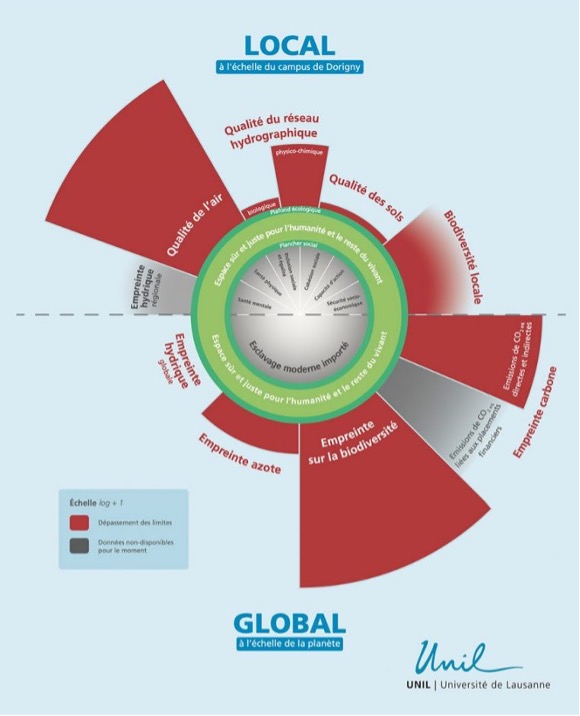 LOCAL
à l'échelle du campus de Dorigny
Qualité du réseau
hydrographique
physico-chimique
biologique
Plafond écologique
Qualité des sols
Qualité de l'air
Biodiversité locale
Espace sûr et juste pour l'humanité et le reste du vivant
Plancher social
Santé mentale
Santé physique
Inclusion sociale
et égalité
Cohésion sociale
Capacité d'action
Sécurité socio-
économique
Empreinte
hydrique
régionale
Esclavage moderne importé
Espace sûr et juste pour l'humanité et le reste du vivant
Empreinte
hydrique
globale
Émissions de CO2 eq
directes et indirectes
Émissions de CO2 eq
liées aux placements
financiers
Empreinte carbone
Empreinte
sur la biodiversité
Empreinte azote
Échelle log + 1
Dépassement des limites
Données non-disponibles
pour le moment
GLOBAL
à l'échelle de la planète
Unil
UNIL | Université de Lausanne